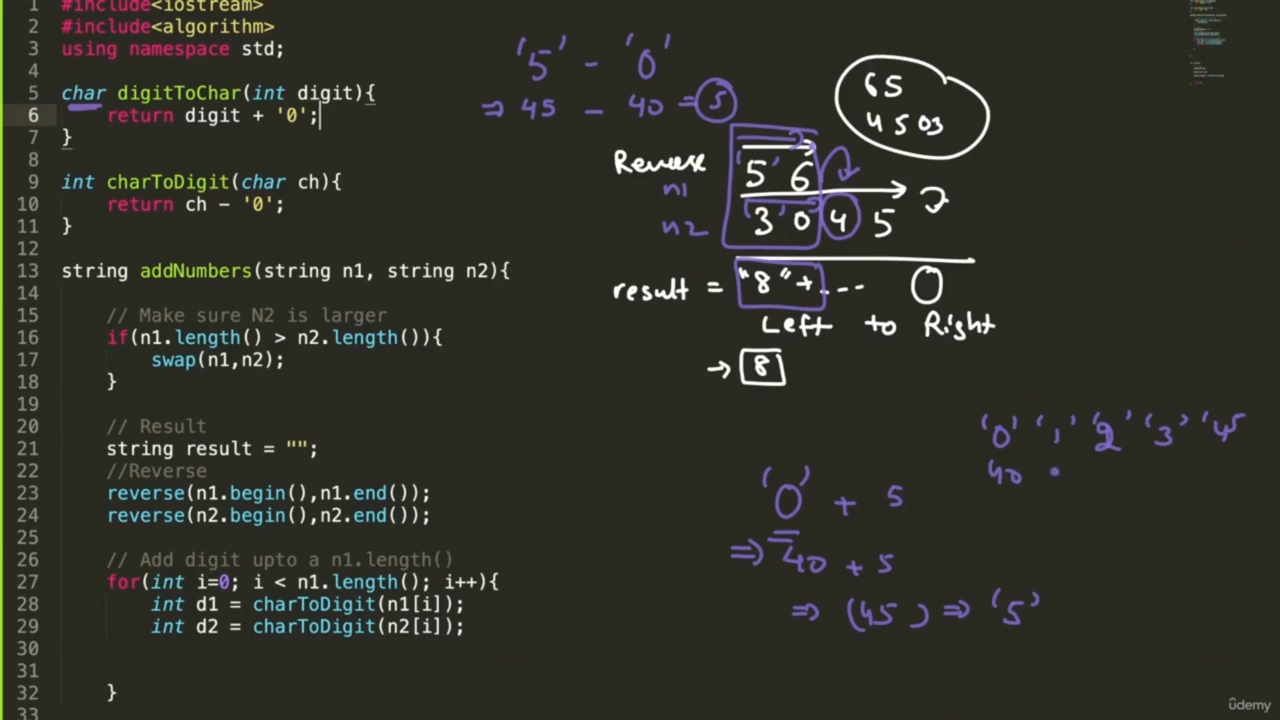 1 #include<iostream>
2 #include<algorithm>
3 using namespace std;
4
5 char digitToChar(int digit){
6 return digit + '0';
7 }
8
9 int charToDigit(char ch){
10 return ch - '0';
11 }
12
13 string addNumbers(string n1, string n2){
14
15 // Make sure N2 is larger
16 if(n1.length() > n2.length()){
17 swap(n1,n2);
18 }
19
20 // Result
21 string result = "";
22 //Reverse
23 reverse(n1.begin(),n1.end());
24 reverse(n2.begin(),n2.end());
25
26 // Add digit upto a n1.length()
27 for(int i=0; i < n1.length(); i++){
28 int d1 = charToDigit(n1[i]);
29 int d2 = charToDigit(n2[i]);
30
31
32 }
33
'5' - '0'
⇒ 45 - 40 = 5
65
4503
Reverse
'5' 6
n1
n2
'3' 0 4 5
result = "8" + ... 0
Left to Right
→ 8
'0' '1' '2' '3' '4
40
'0' + 5
⇒ 40 + 5
⇒ (45) ⇒ '5'
ûdemy